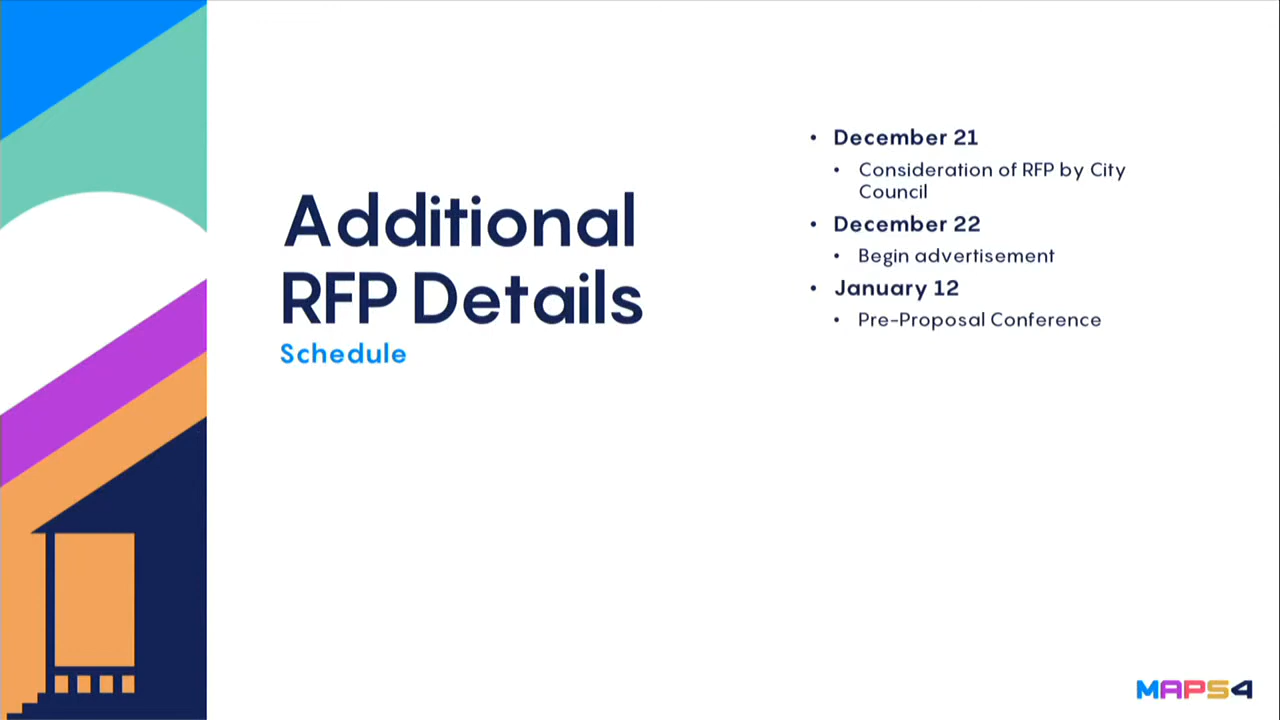 Additional
RFP Details
Schedule
• December 21
• Consideration of RFP by City
Council
• December 22
• Begin advertisement
• January 12
• Pre-Proposal Conference
MAPS4